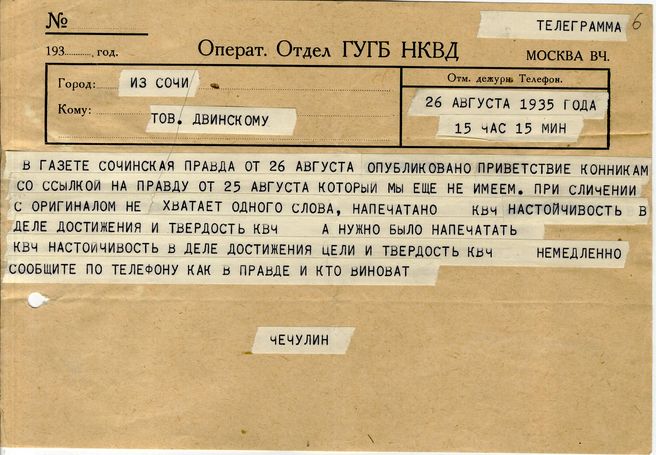 №
ТЕЛЕГРАММА 6
193......... год. Операт. Отдел ГУГБ НКВД МОСКВА ВЧ.
Город: ИЗ СОЧИ
Отм. дежурн. Телефон.
Кому: ТОВ. ДВИНСКОМУ
26 АВГУСТА 1935 ГОДА
15 ЧАС 15 МИН
В ГАЗЕТЕ СОЧИНСКАЯ ПРАВДА ОТ 26 АВГУСТА ОПУБЛИКОВАНО ПРИВЕТСТВИЕ КОННИКАМ
СО ССЫЛКОЙ НА ПРАВДУ ОТ 25 АВГУСТА КОТОРЫЙ МЫ ЕЩЕ НЕ ИМЕЕМ. ПРИ СЛИЧЕНИИ
С ОРИГИНАЛОМ НЕ ХВАТАЕТ ОДНОГО СЛОВА, НАПЕЧАТАНО КВЧ НАСТОЙЧИВОСТЬ В
ДЕЛЕ ДОСТИЖЕНИЯ И ТВЕРДОСТЬ КВЧ А НУЖНО БЫЛО НАПЕЧАТАТЬ
КВЧ НАСТОЙЧИВОСТЬ В ДЕЛЕ ДОСТИЖЕНИЯ ЦЕЛИ И ТВЕРДОСТЬ КВЧ НЕМЕДЛЕННО
СООБЩИТЕ ПО ТЕЛЕФОНУ КАК В ПРАВДЕ И КТО ВИНОВАТ
ЧЕЧУЛИН